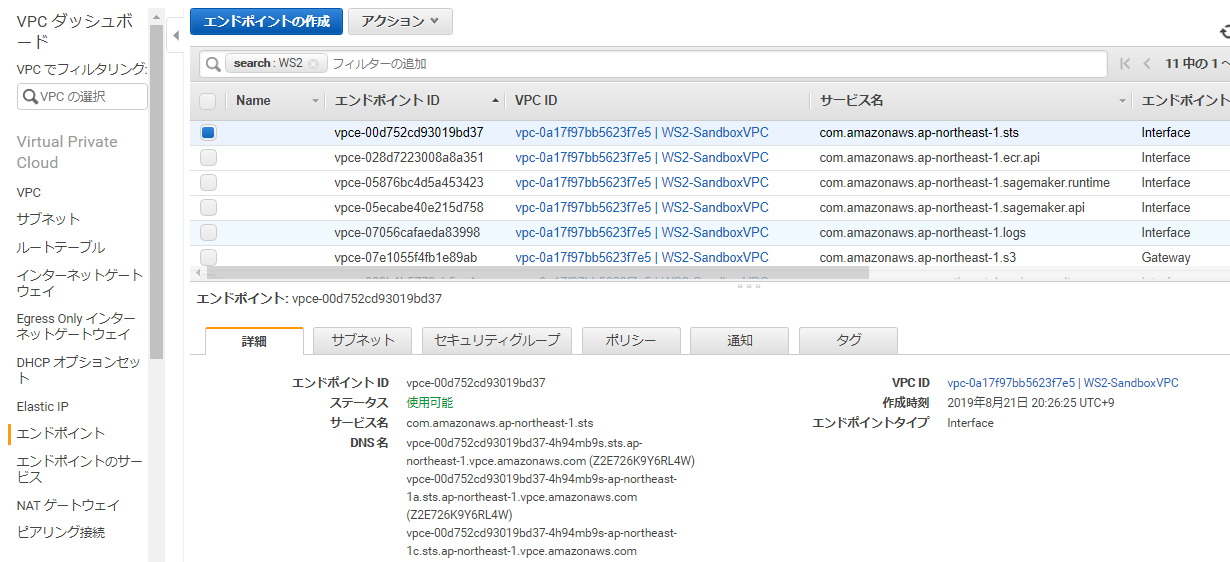 VPC ダッシュボ
ード
VPC でフィルタリング:
VPC の選択
Virtual Private
Cloud
VPC
サブネット
ルートテーブル
インターネットゲート
ウェイ
Egress Only インター
ネットゲートウェイ
DHCP オプションセッ
ト
Elastic IP
エンドポイント
エンドポイントのサー
ビス
NAT ゲートウェイ
ピアリング接続
エンドポイントの作成 アクション
search : WS2 フィルターの追加 11 中の 1 ~
Name エンドポイント ID VPC ID サービス名 エンドポイント
vpce-00d752cd93019bd37 vpc-0a17f97bb5623f7e5 | WS2-SandboxVPC com.amazonaws.ap-northeast-1.sts Interface
vpce-028d7223008a8a351 vpc-0a17f97bb5623f7e5 | WS2-SandboxVPC com.amazonaws.ap-northeast-1.ecr.api Interface
vpce-05876bc4d5a453423 vpc-0a17f97bb5623f7e5 | WS2-SandboxVPC com.amazonaws.ap-northeast-1.sagemaker.runtime Interface
vpce-05ecabe40e215d758 vpc-0a17f97bb5623f7e5 | WS2-SandboxVPC com.amazonaws.ap-northeast-1.sagemaker.api Interface
vpce-07056cafaeda83998 vpc-0a17f97bb5623f7e5 | WS2-SandboxVPC com.amazonaws.ap-northeast-1.logs Interface
vpce-07e1055f4fb1e89ab vpc-0a17f97bb5623f7e5 | WS2-SandboxVPC com.amazonaws.ap-northeast-1.s3 Gateway
エンドポイント: vpce-00d752cd93019bd37
詳細 サブネット セキュリティグループ ポリシー 通知 タグ
エンドポイント ID vpce-00d752cd93019bd37 VPC ID vpc-0a17f97bb5623f7e5 | WS2-SandboxVPC
ステータス 使用可能 作成時刻 2019年8月21日 20:26:25 UTC+9
サービス名 com.amazonaws.ap-northeast-1.sts エンドポイントタイプ Interface
DNS 名 vpce-00d752cd93019bd37-4h94mb9s.sts.ap-
northeast-1.vpce.amazonaws.com (Z2E726K9Y6RL4W)
vpce-00d752cd93019bd37-4h94mb9s-ap-northeast-
1a.sts.ap-northeast-1.vpce.amazonaws.com
(Z2E726K9Y6RL4W)
vpce-00d752cd93019bd37-4h94mb9s-ap-northeast-
1c.sts.ap-northeast-1.vpce.amazonaws.com